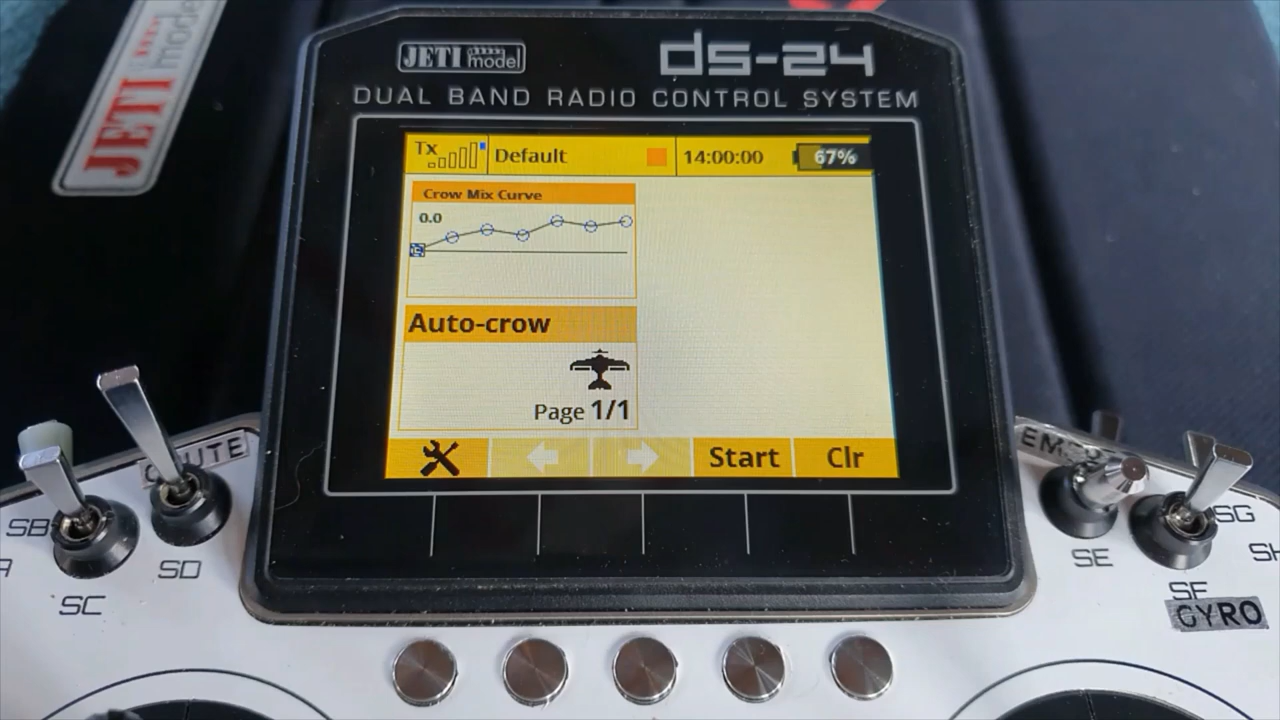 JETI model
JETI model
ds-24
DUAL BAND RADIO CONTROL SYSTEM
Tx
Default
14:00:00
67%
Crow Mix Curve
0.0
Auto-crow
Page 1/1
Start
Clr
SB
SC
SD
SE
SF
SG
SH
GYRO